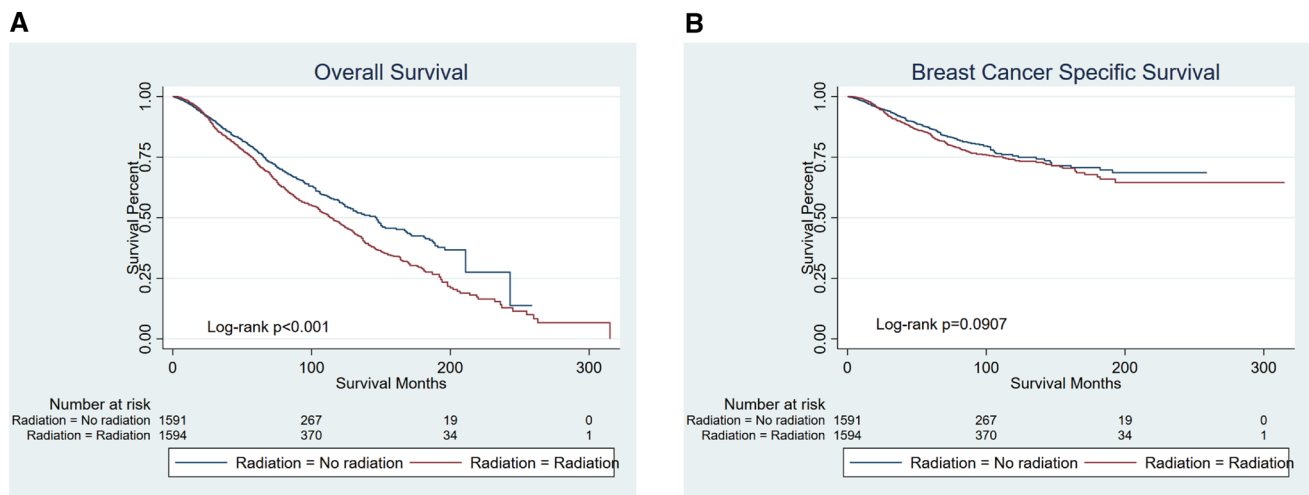 A
Overall Survival
Survival Percent
1.00
0.75
0.50
0.25
0.00
Log-rank p<0.001
0 100 200 300
Survival Months
Number at risk
Radiation = No radiation 1591 267 19 0
Radiation = Radiation 1594 370 34 1
Radiation = No radiation Radiation = Radiation
B
Breast Cancer Specific Survival
Survival Percent
1.00
0.75
0.50
0.25
0.00
Log-rank p=0.0907
0 100 200 300
Survival Months
Number at risk
Radiation = No radiation 1591 267 19 0
Radiation = Radiation 1594 370 34 1
Radiation = No radiation Radiation = Radiation